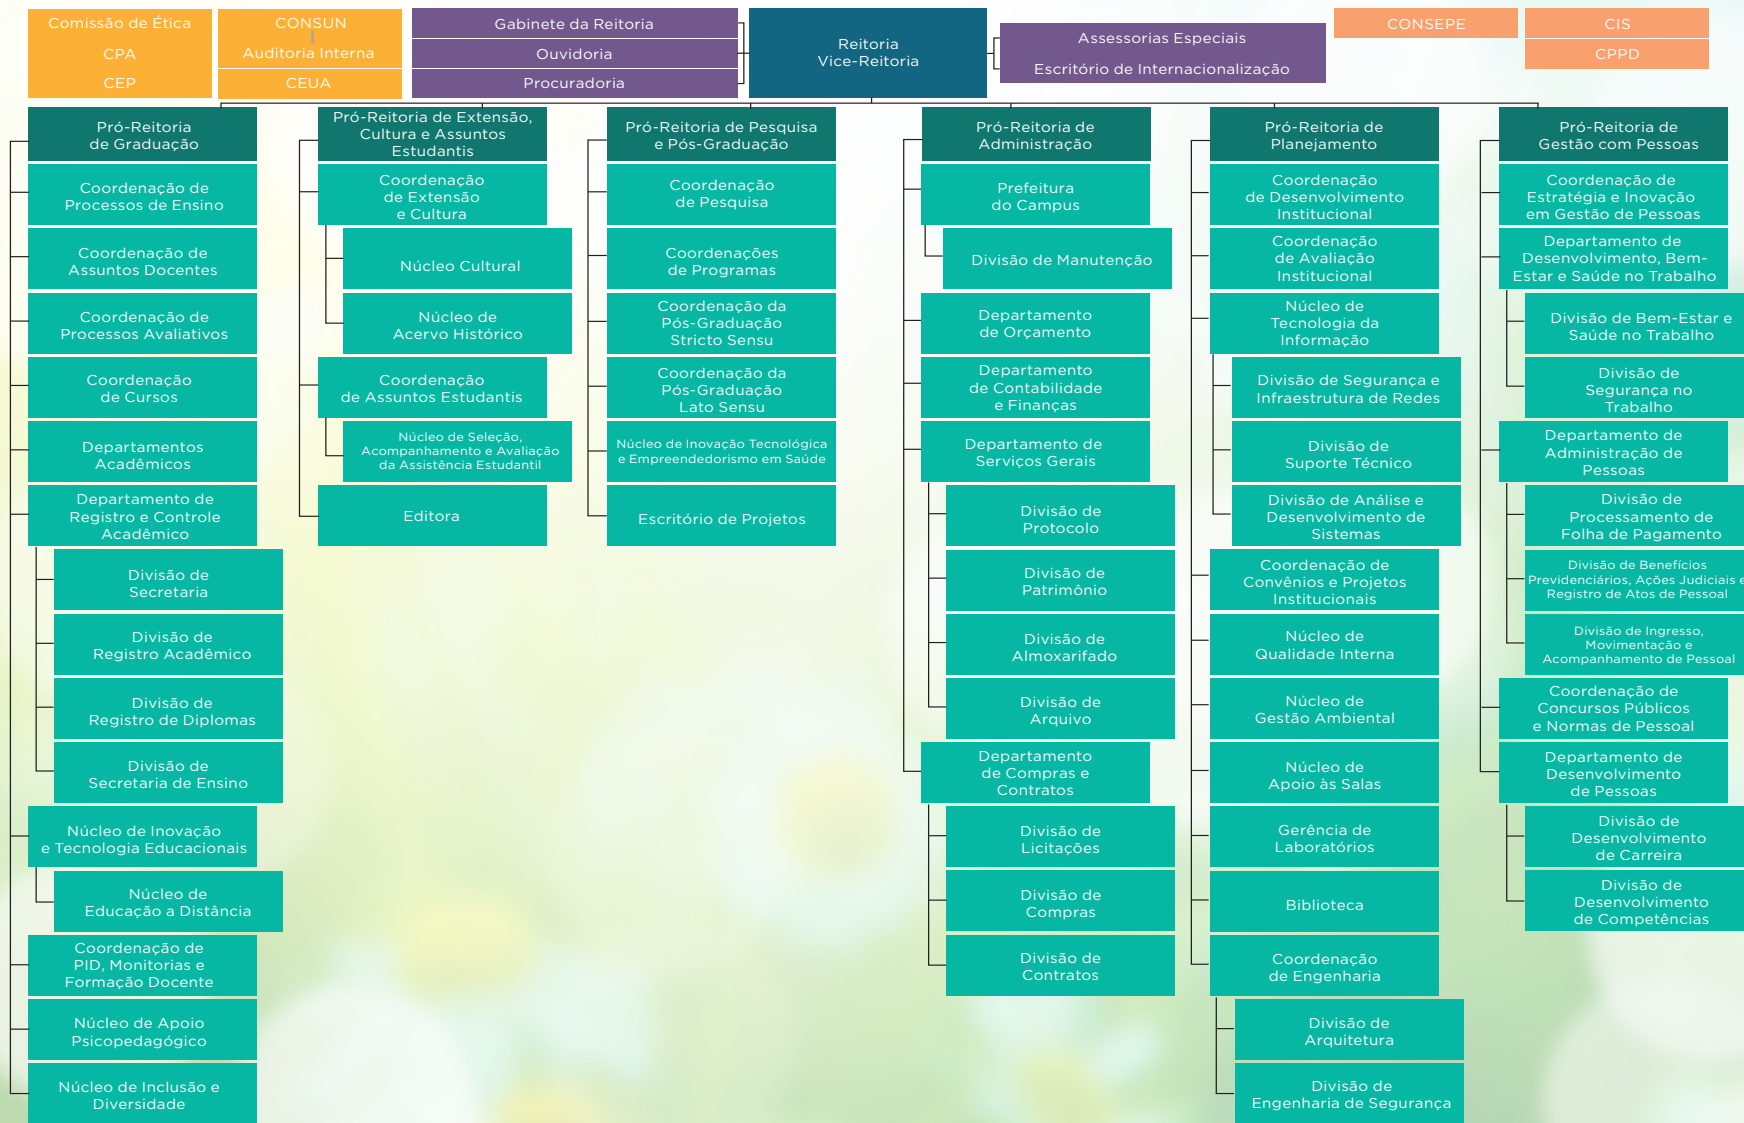 Comissão de Ética
CPA
CEP
CONSUN
Auditoria Interna
CEUA
Gabinete da Reitoria
Ouvidoria
Procuradoria
Reitoria
Vice-Reitoria
Assessorias Especiais
Escritório de Internacionalização
CONSEPE
CIS
CPPD
Pró-Reitoria
de Graduação
Coordenação de
Processos de Ensino
Coordenação de
Assuntos Docentes
Coordenação de
Processos Avaliativos
Coordenação
de Cursos
Departamentos
Acadêmicos
Departamento de
Registro e Controle
Acadêmico
Divisão de
Secretaria
Divisão de
Registro Acadêmico
Divisão de
Registro de Diplomas
Divisão de
Secretaria de Ensino
Núcleo de Inovação
e Tecnologia Educacionais
Núcleo de
Educação a Distância
Coordenação de
PID, Monitorias e
Formação Docente
Núcleo de Apoio
Psicopedagógico
Núcleo de Inclusão e
Diversidade
Pró-Reitoria de Extensão,
Cultura e Assuntos
Estudantis
Coordenação
de Extensão
e Cultura
Núcleo Cultural
Núcleo de
Acervo Histórico
Coordenação
de Assuntos Estudantis
Núcleo de Seleção,
Acompanhamento e Avaliação
da Assistência Estudantil
Editora
Pró-Reitoria de Pesquisa
e Pós-Graduação
Coordenação
de Pesquisa
Coordenações
de Programas
Coordenação da
Pós-Graduação
Stricto Sensu
Coordenação da
Pós-Graduação
Lato Sensu
Núcleo de Inovação Tecnológica
e Empreendedorismo em Saúde
Escritório de Projetos
Pró-Reitoria de
Administração
Prefeitura
do Campus
Divisão de Manutenção
Departamento
de Orçamento
Departamento
de Contabilidade
e Finanças
Departamento de
Serviços Gerais
Divisão de
Protocolo
Divisão de
Patrimônio
Divisão de
Almoxarifado
Divisão de
Arquivo
Departamento
de Compras e
Contratos
Divisão de
Licitações
Divisão de
Compras
Divisão de
Contratos
Pró-Reitoria de
Planejamento
Coordenação
de Desenvolvimento
Institucional
Coordenação
de Avaliação
Institucional
Núcleo de
Tecnologia da
Informação
Divisão de Segurança e
Infraestrutura de Redes
Divisão de
Suporte Técnico
Divisão de Análise e
Desenvolvimento de
Sistemas
Coordenação de
Convênios e Projetos
Institucionais
Núcleo de
Qualidade Interna
Núcleo de
Gestão Ambiental
Núcleo de
Apoio às Salas
Gerência de
Laboratórios
Biblioteca
Coordenação
de Engenharia
Divisão de
Arquitetura
Divisão de
Engenharia de Segurança
Pró-Reitoria de
Gestão com Pessoas
Coordenação de
Estratégia e Inovação
em Gestão de Pessoas
Departamento de
Desenvolvimento, Bem-
Estar e Saúde no Trabalho
Divisão de Bem-Estar e
Saúde no Trabalho
Divisão de
Segurança no
Trabalho
Departamento de
Administração de
Pessoas
Divisão de
Processamento de
Folha de Pagamento
Divisão de Benefícios
Previdenciários, Ações Judiciais e
Registro de Atos de Pessoal
Divisão de Ingresso,
Movimentação e
Acompanhamento de Pessoal
Coordenação de
Concursos Públicos
e Normas de Pessoal
Departamento de
Desenvolvimento
de Pessoas
Divisão de
Desenvolvimento
de Carreira
Divisão de
Desenvolvimento
de Competências